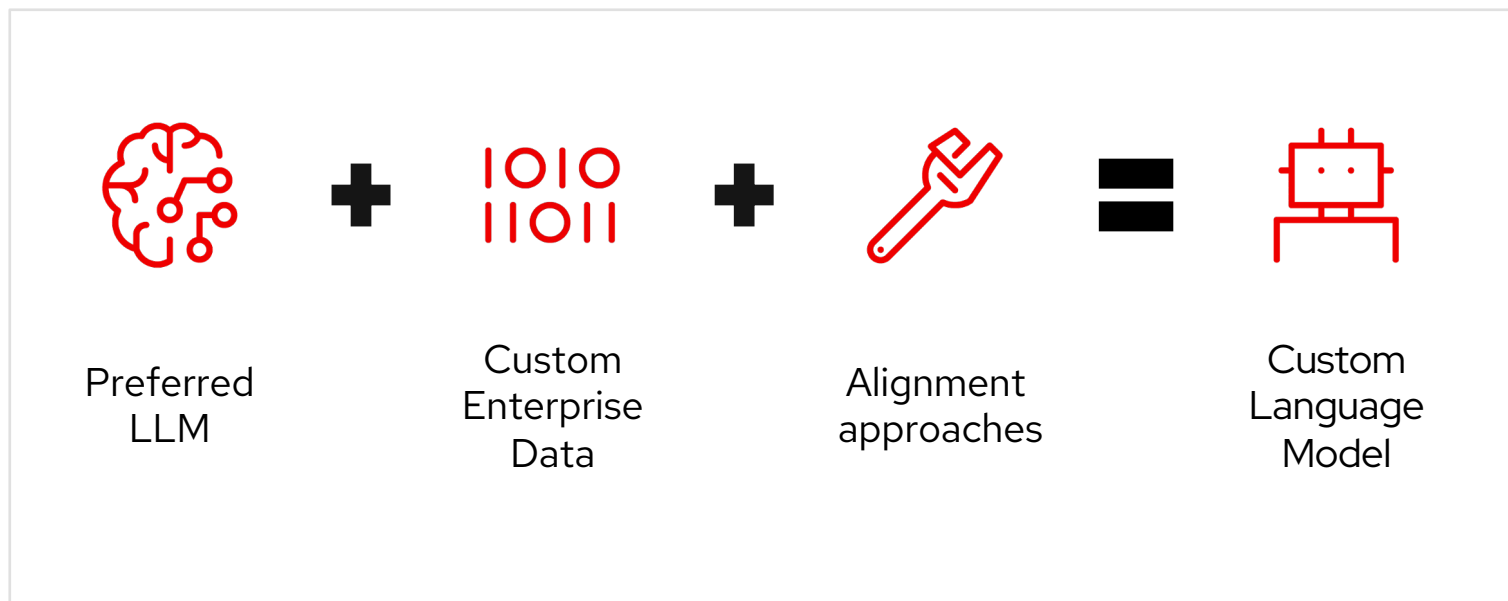 1010
11011
Preferred
LLM
Custom
Enterprise
Data
Alignment
approaches
Custom
Language
Model